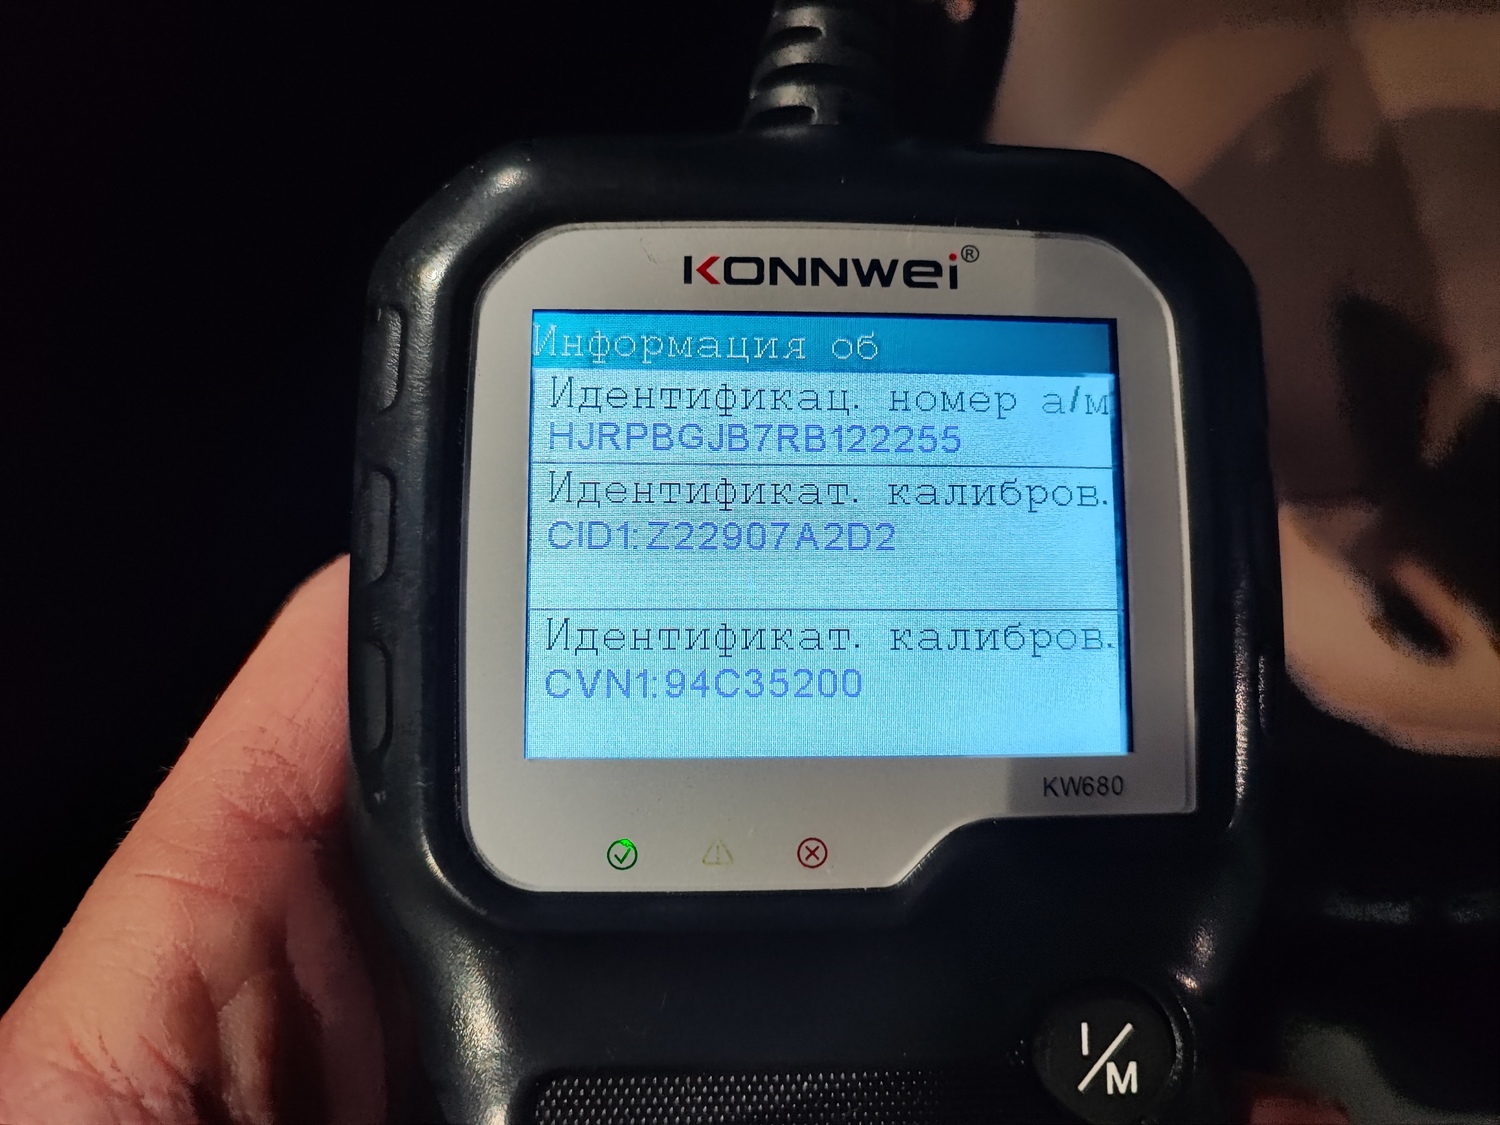 KONNWEI®
Информация об
Идентификац. номер а/м
HJRPBGJB7RB122255
Идентификат. калибров.
CID1:Z22907A2D2
Идентификат. калибров.
CVN1:94C35200
KW680
I/M